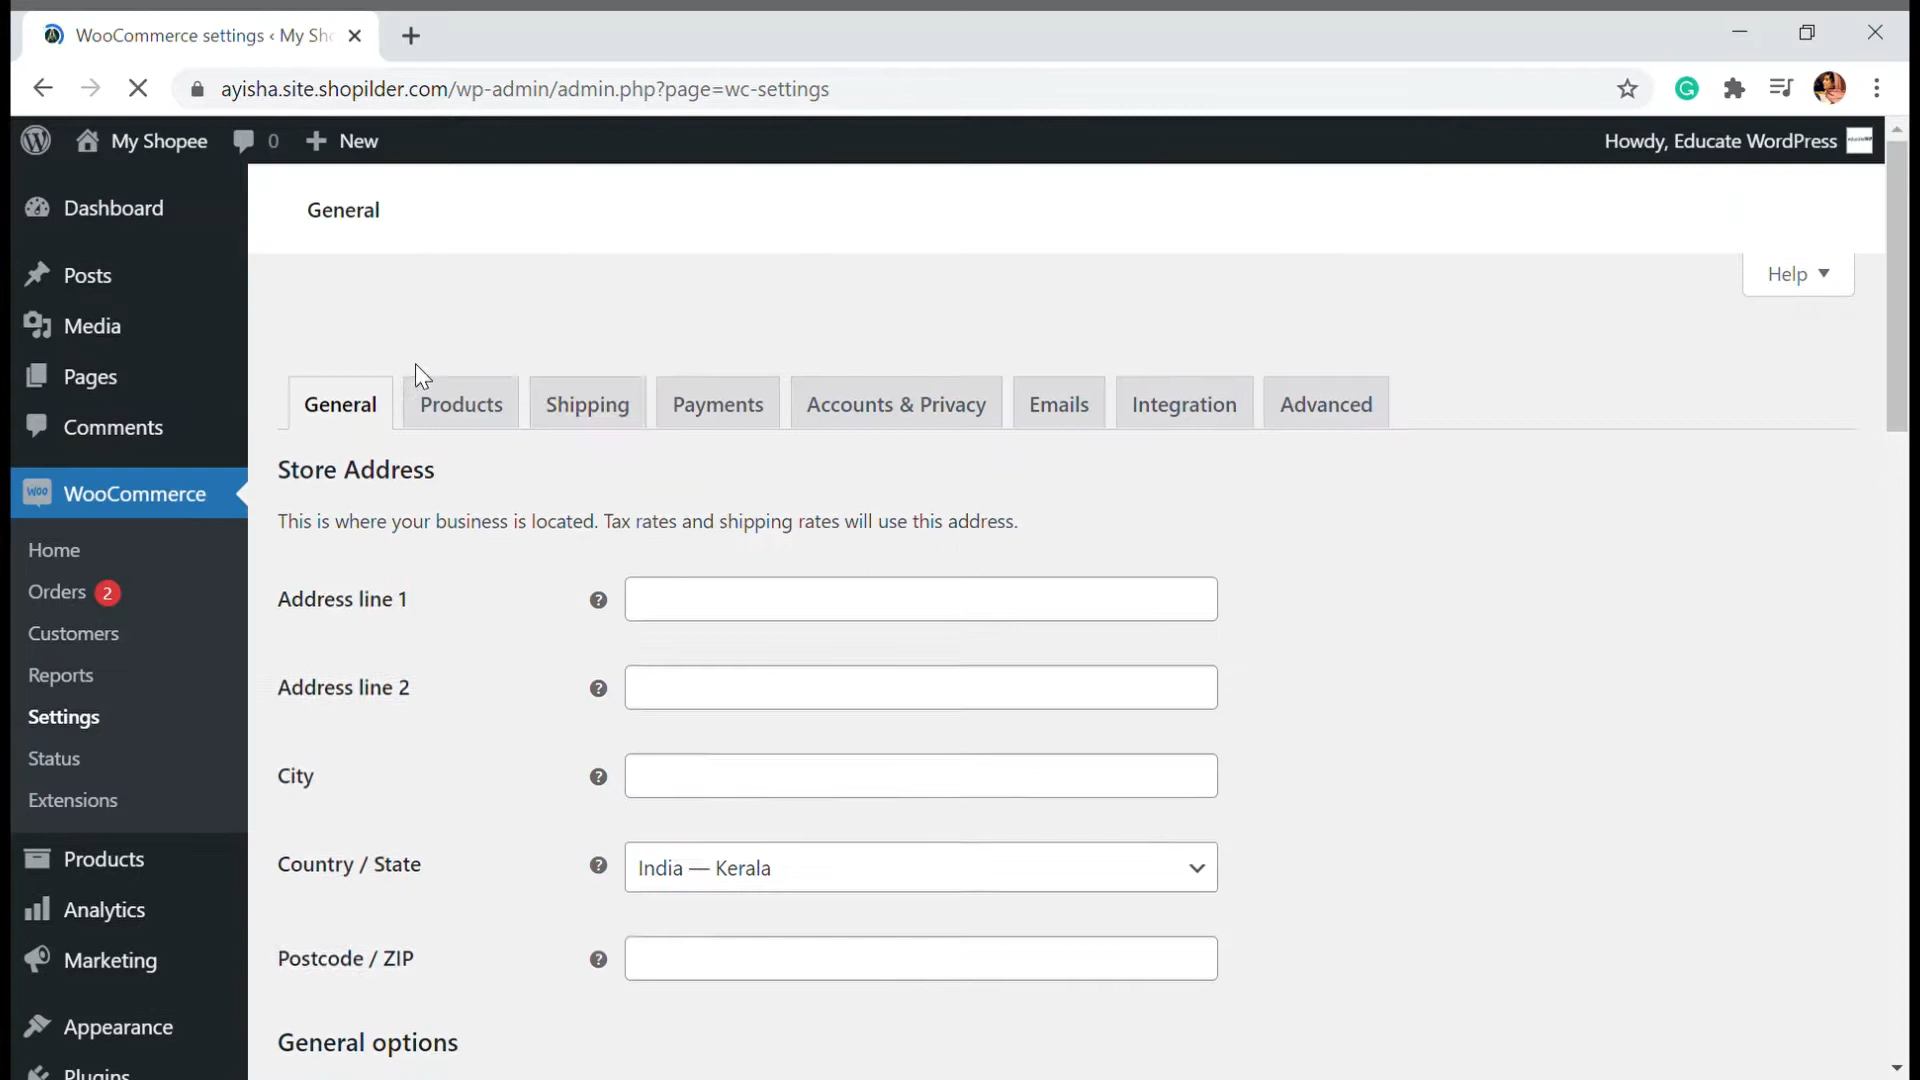 WooCommerce settings ‹ My Sho
ayisha.site.shopilder.com/wp-admin/admin.php?page=wc-settings
My Shopee
0
New
Howdy, Educate WordPress
Dashboard
Posts
Media
Pages
Comments
WooCommerce
Home
Orders 2
Customers
Reports
Settings
Status
Extensions
Products
Analytics
Marketing
Appearance
Plugins
General
Help
General
Products
Shipping
Payments
Accounts & Privacy
Emails
Integration
Advanced
Store Address
This is where your business is located. Tax rates and shipping rates will use this address.
Address line 1
Address line 2
City
Country / State
India — Kerala
Postcode / ZIP
General options